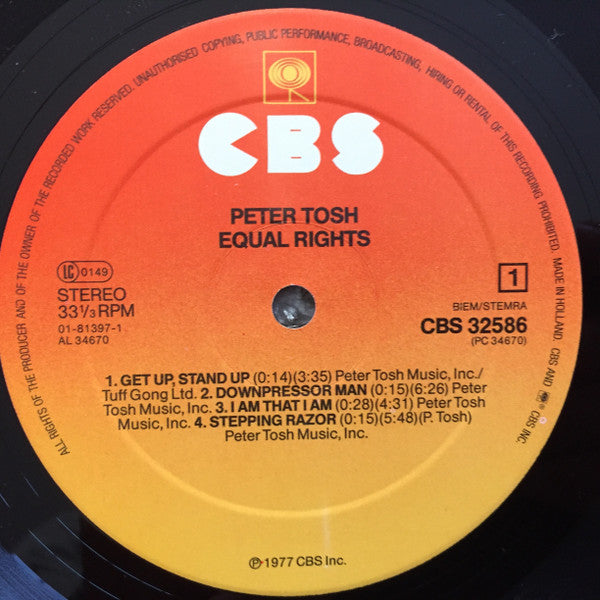 ALL RIGHTS OF THE PRODUCER AND OF THE OWNER OF THE RECORDED WORK RESERVED. UNAUTHORISED COPYING, PUBLIC PERFORMANCE, BROADCASTING, HIRING OR RENTAL OF THIS RECORDING PROHIBITED. MADE IN HOLLAND. CBS AND CBS INC.
CBS
PETER TOSH
EQUAL RIGHTS
LC 0149
STEREO
33 1/3 RPM
01-81397-1
AL 34670
1
BIEM/STEMRA
CBS 32586
(PC 34670)
1. GET UP, STAND UP (0:14)(3:35) Peter Tosh Music, Inc./
Tuff Gong Ltd. 2. DOWNPRESSOR MAN (0:15)(6:26) Peter
Tosh Music, Inc. 3. I AM THAT I AM (0:28)(4:31) Peter Tosh
Music, Inc. 4. STEPPING RAZOR (0:15)(5:48)(P. Tosh)
Peter Tosh Music, Inc.
℗ 1977 CBS Inc.